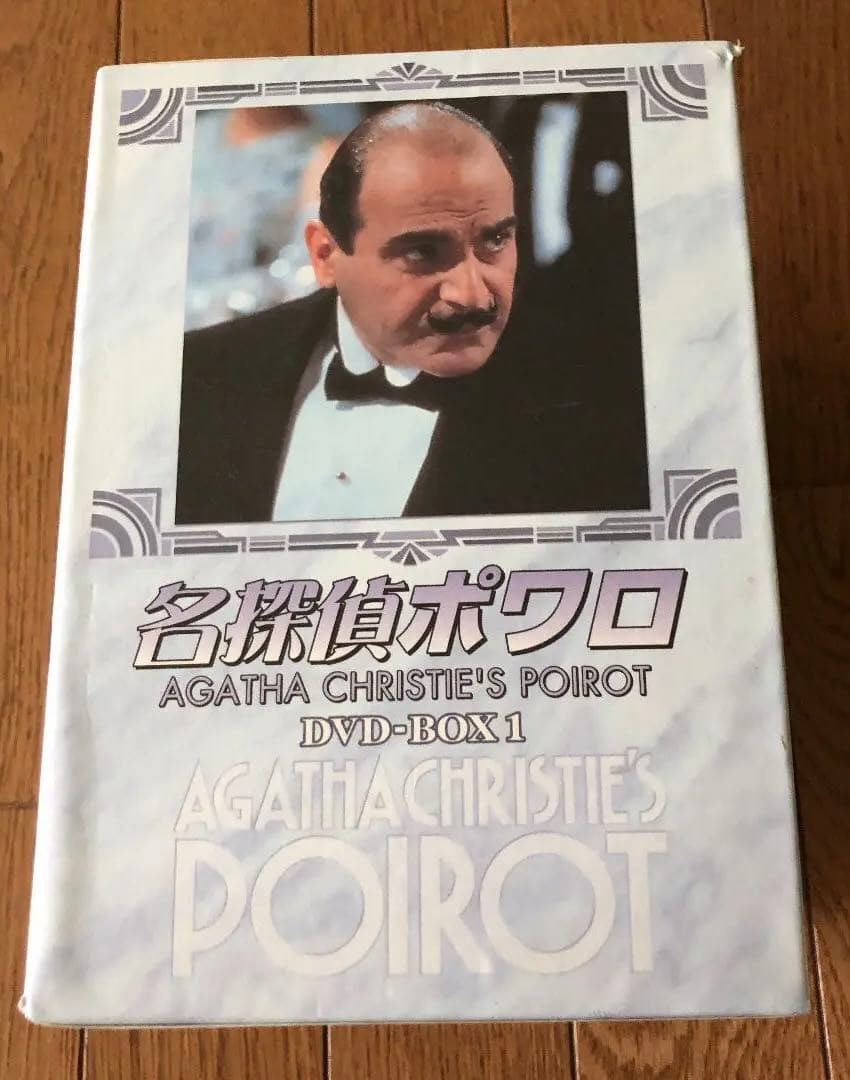 名探偵ポワロ
AGATHA CHRISTIE'S POIROT
DVD-BOX 1
AGATHA CHRISTIE'S
POIROT